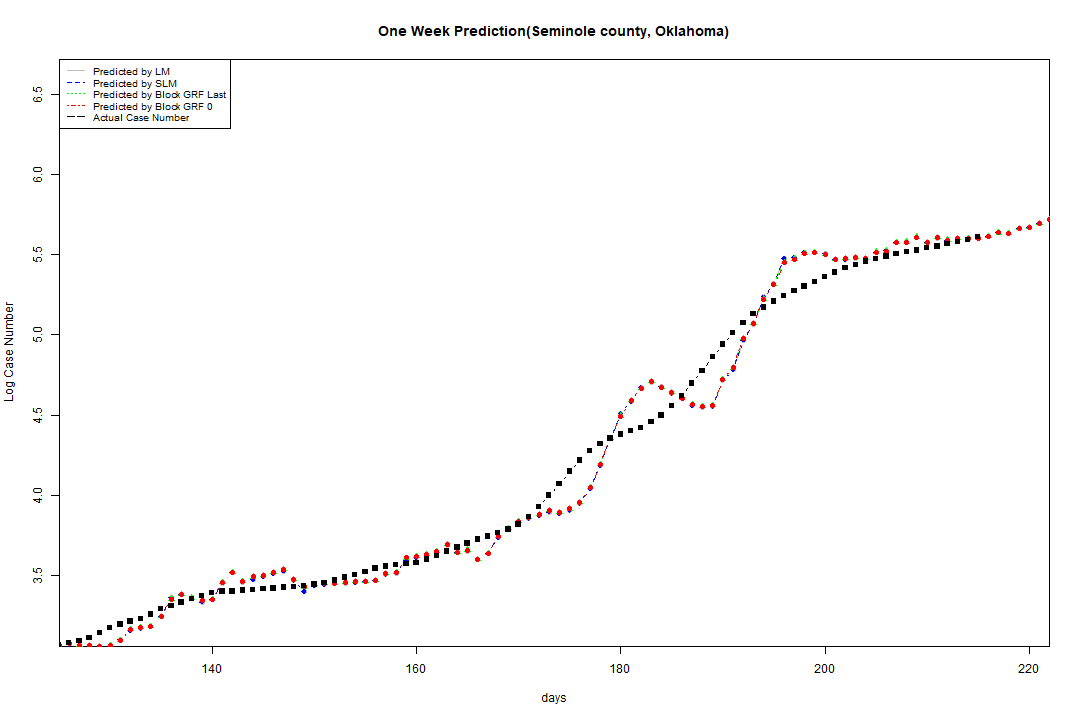 One Week Prediction(Seminole county, Oklahoma)
Predicted by LM
Predicted by SLM
Predicted by Block GRF Last
Predicted by Block GRF 0
Actual Case Number
6.5
6.0
5.5
5.0
4.5
4.0
3.5
Log Case Number
140 160 180 200 220
days